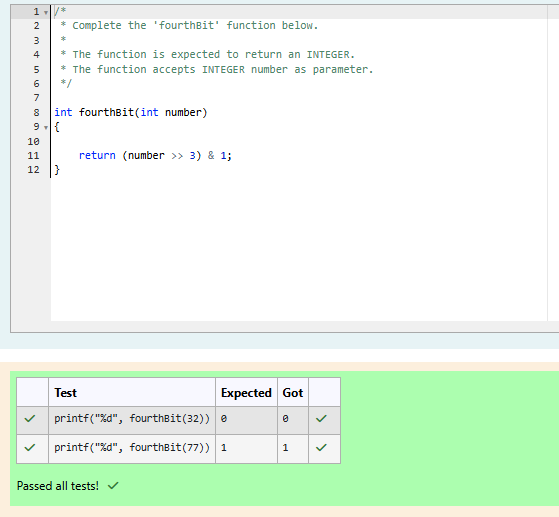 1 /*
2  * Complete the 'fourthBit' function below.
3  *
4  * The function is expected to return an INTEGER.
5  * The function accepts INTEGER number as parameter.
6  */
7
8 int fourthBit(int number)
9 {
10
11     return (number >> 3) & 1;
12 }
Test Expected Got
printf("%d", fourthBit(32)) 0 0
printf("%d", fourthBit(77)) 1 1
Passed all tests!